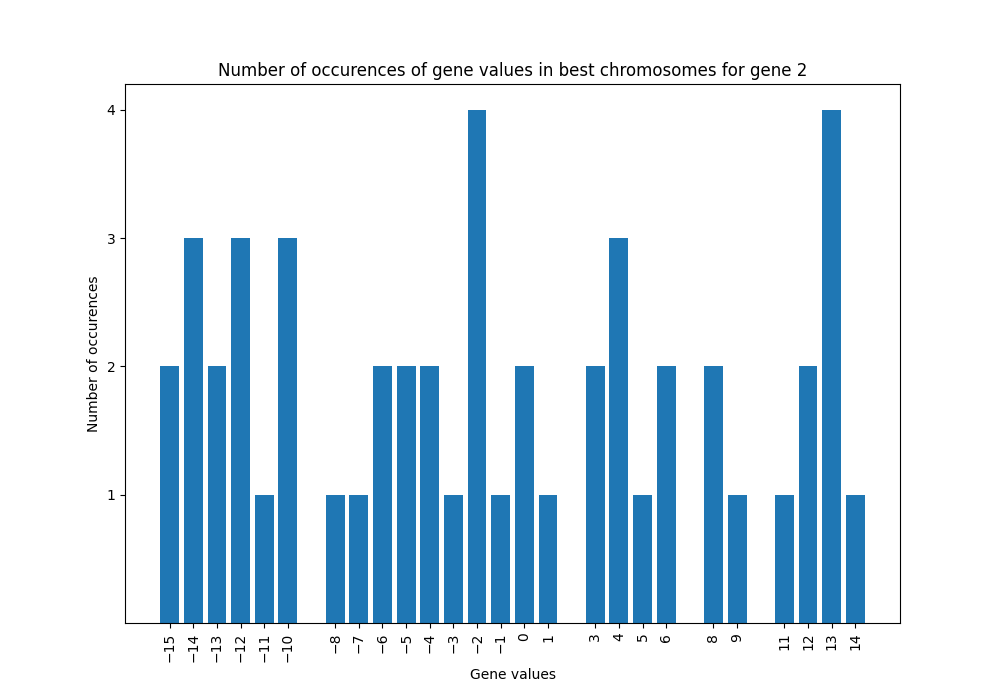 Number of occurences of gene values in best chromosomes for gene 2
Number of occurences
4
3
2
1
−15 −14 −13 −12 −11 −10 −8 −7 −6 −5 −4 −3 −2 −1 0 1 3 4 5 6 8 9 11 12 13 14
Gene values